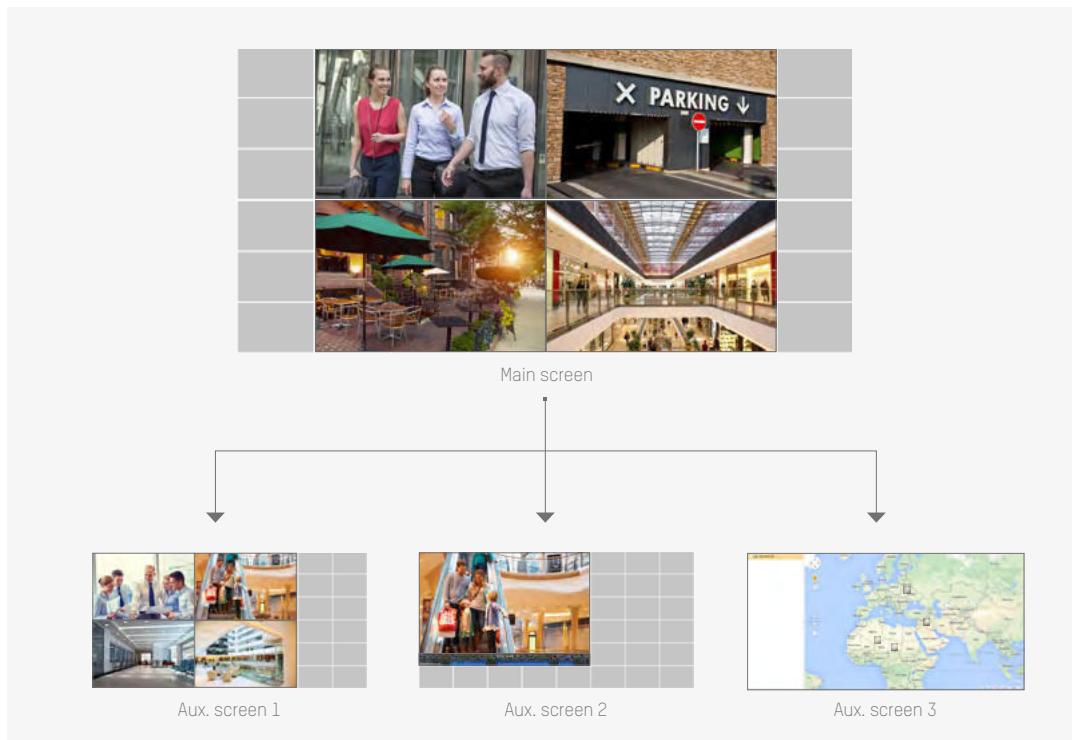 PARKING
Main screen
Aux. screen 1
Aux. screen 2
Aux. screen 3